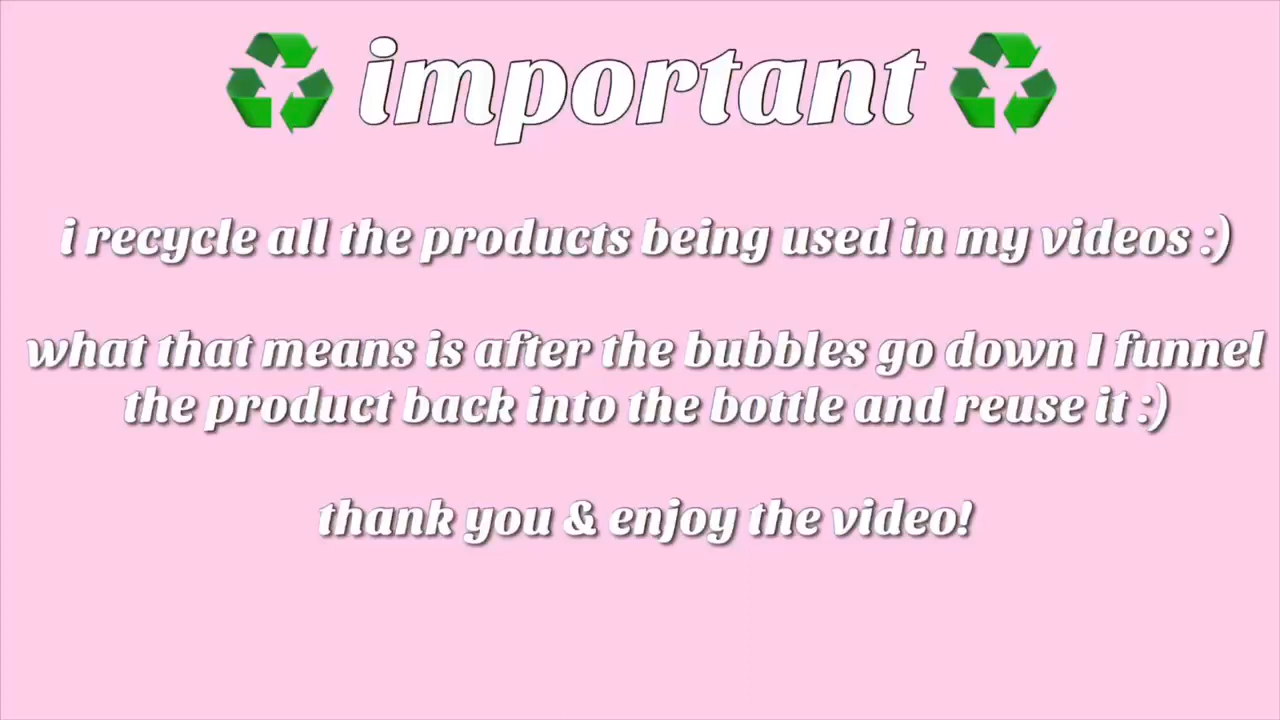 important
i recycle all the products being used in my videos :)
what that means is after the bubbles go down I funnel
the product back into the bottle and reuse it :)
thank you & enjoy the video!